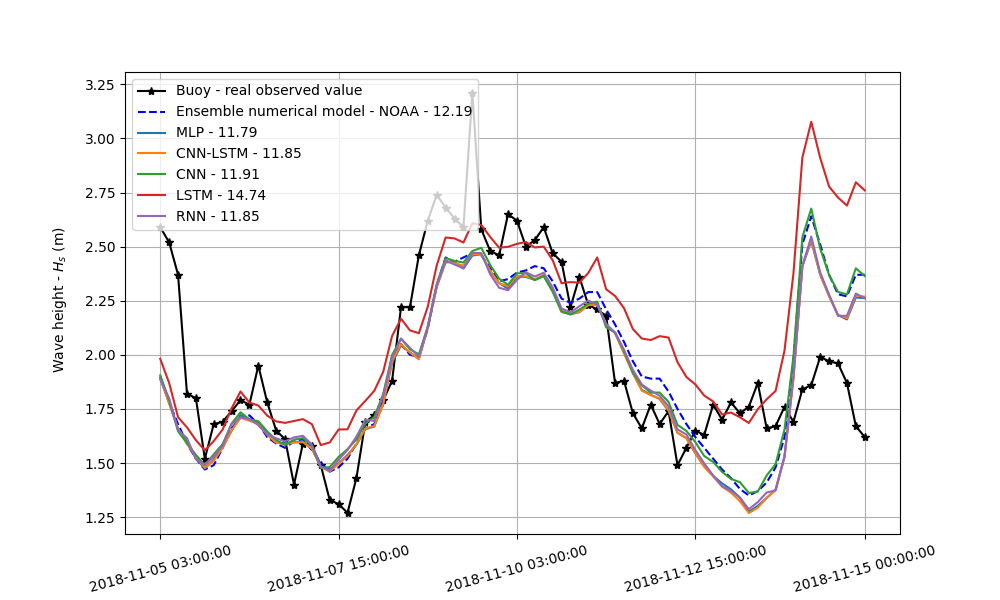 3.25
3.00
2.75
2.50
2.25
2.00
1.75
1.50
1.25
Wave height - Hs (m)
Buoy - real observed value
Ensemble numerical model - NOAA - 12.19
MLP - 11.79
CNN-LSTM - 11.85
CNN - 11.91
LSTM - 14.74
RNN - 11.85
2018-11-05 03:00:00
2018-11-07 15:00:00
2018-11-10 03:00:00
2018-11-12 15:00:00
2018-11-15 00:00:00